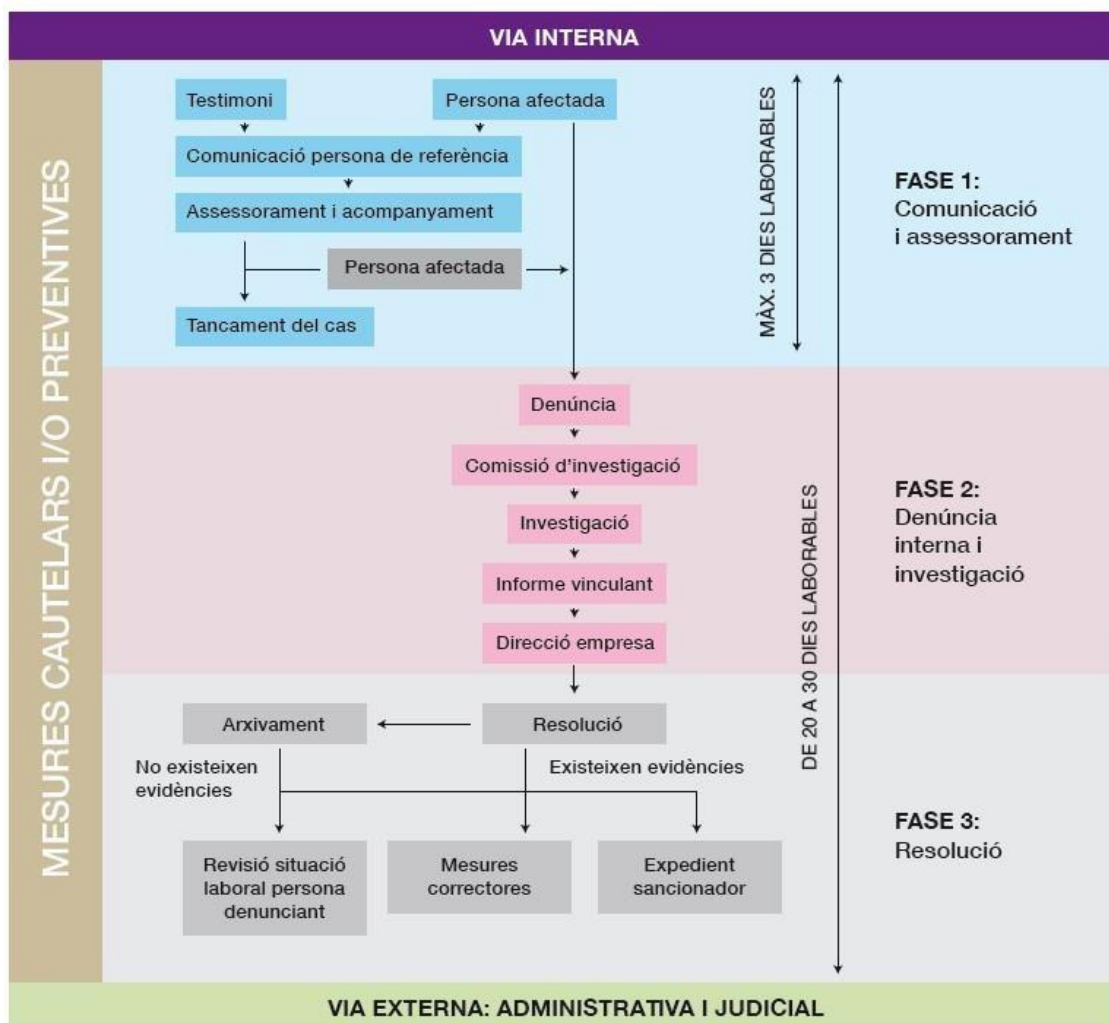 VIA INTERNA
MESURES CAUTELARS I/O PREVENTIVES
Testimoni
Persona afectada
Comunicació persona de referència
Assessorament i acompanyament
Persona afectada
Tancament del cas
MÀX. 3 DIES LABORABLES
FASE 1:
Comunicació
i assessorament
Denúncia
Comissió d'investigació
Investigació
Informe vinculant
Direcció empresa
DE 20 A 30 DIES LABORABLES
FASE 2:
Denúncia
interna i
investigació
Arxivament
Resolució
No existeixen
evidències
Existeixen evidències
Revisió situació
laboral persona
denunciant
Mesures
correctores
Expedient
sancionador
FASE 3:
Resolució
VIA EXTERNA: ADMINISTRATIVA I JUDICIAL